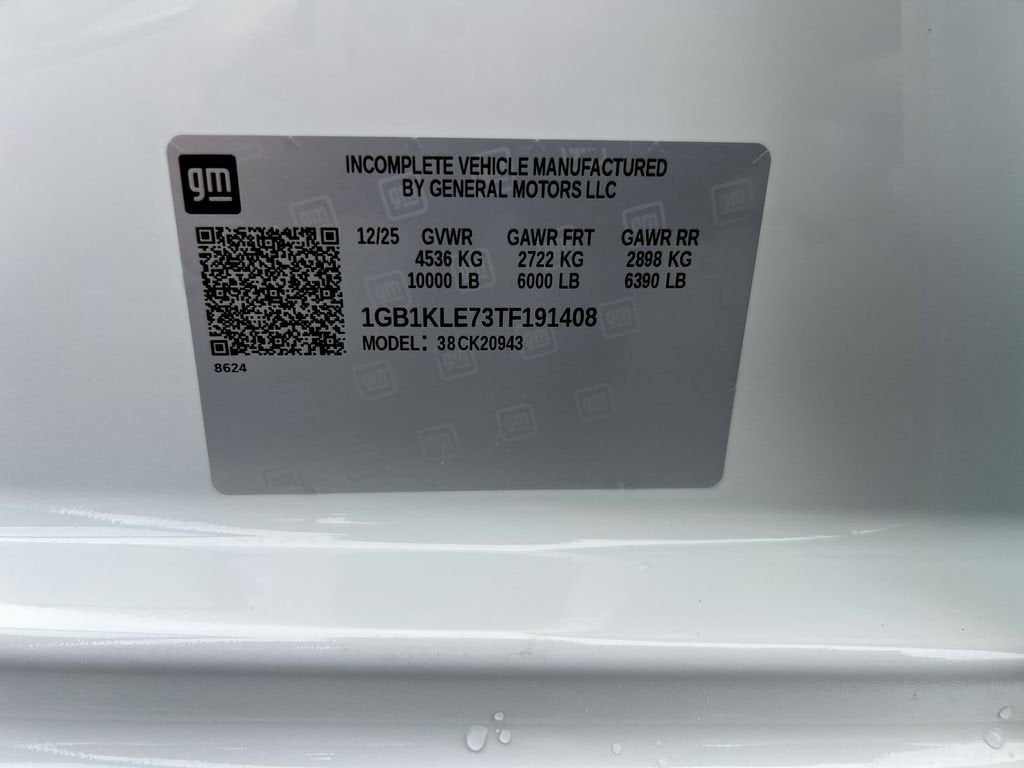 gm
INCOMPLETE VEHICLE MANUFACTURED
BY GENERAL MOTORS LLC
12/25 GVWR GAWR FRT GAWR RR
4536 KG 2722 KG 2898 KG
10000 LB 6000 LB 6390 LB
1GB1KLE73TF191408
MODEL: 38CK20943
8624